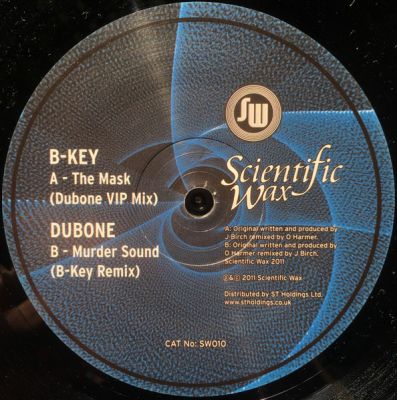 SW
B-KEY
A - The Mask
(Dubone VIP Mix)
DUBONE
B - Murder Sound
(B-Key Remix)
Scientific
Wax
A: Original written and produced by
J Birch remixed by O Harmer.
B: Original written and produced by
O Harmer remixed by J Birch.
Scientific Wax 2011
Ⓟ&© 2011 Scientific Wax
Distributed by ST Holdings Ltd.
www.stholdings.co.uk
CAT No: SW010